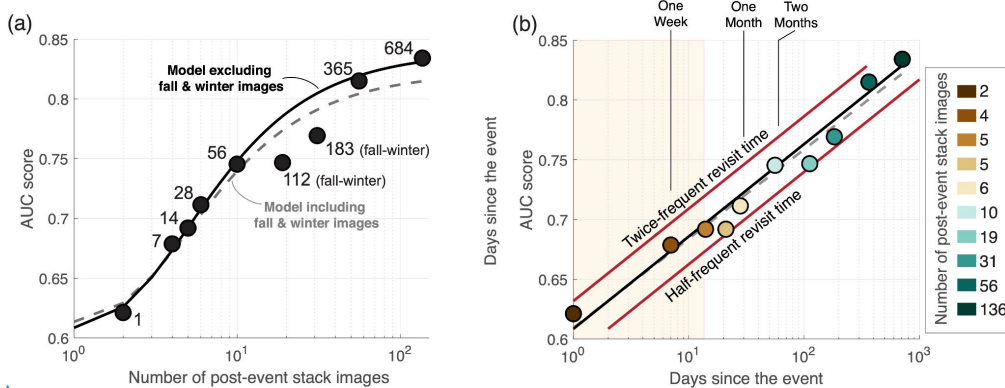 (a)
AUC score
0.85
0.8
0.75
0.7
0.65
0.6
10^0
10^1
10^2
Number of post-event stack images
Model excluding
fall & winter images
684
365
183 (fall-winter)
112 (fall-winter)
56
28
14
7
1
Model including
fall & winter images
Days since the event
(b)
One
Week
One
Month
Two
Months
AUC score
0.85
0.8
0.75
0.7
0.65
0.6
10^0
10^1
10^2
10^3
Days since the event
Twice-frequent revisit time
Half-frequent revisit time
Number of post-event stack images
2
4
5
5
6
10
19
31
56
136